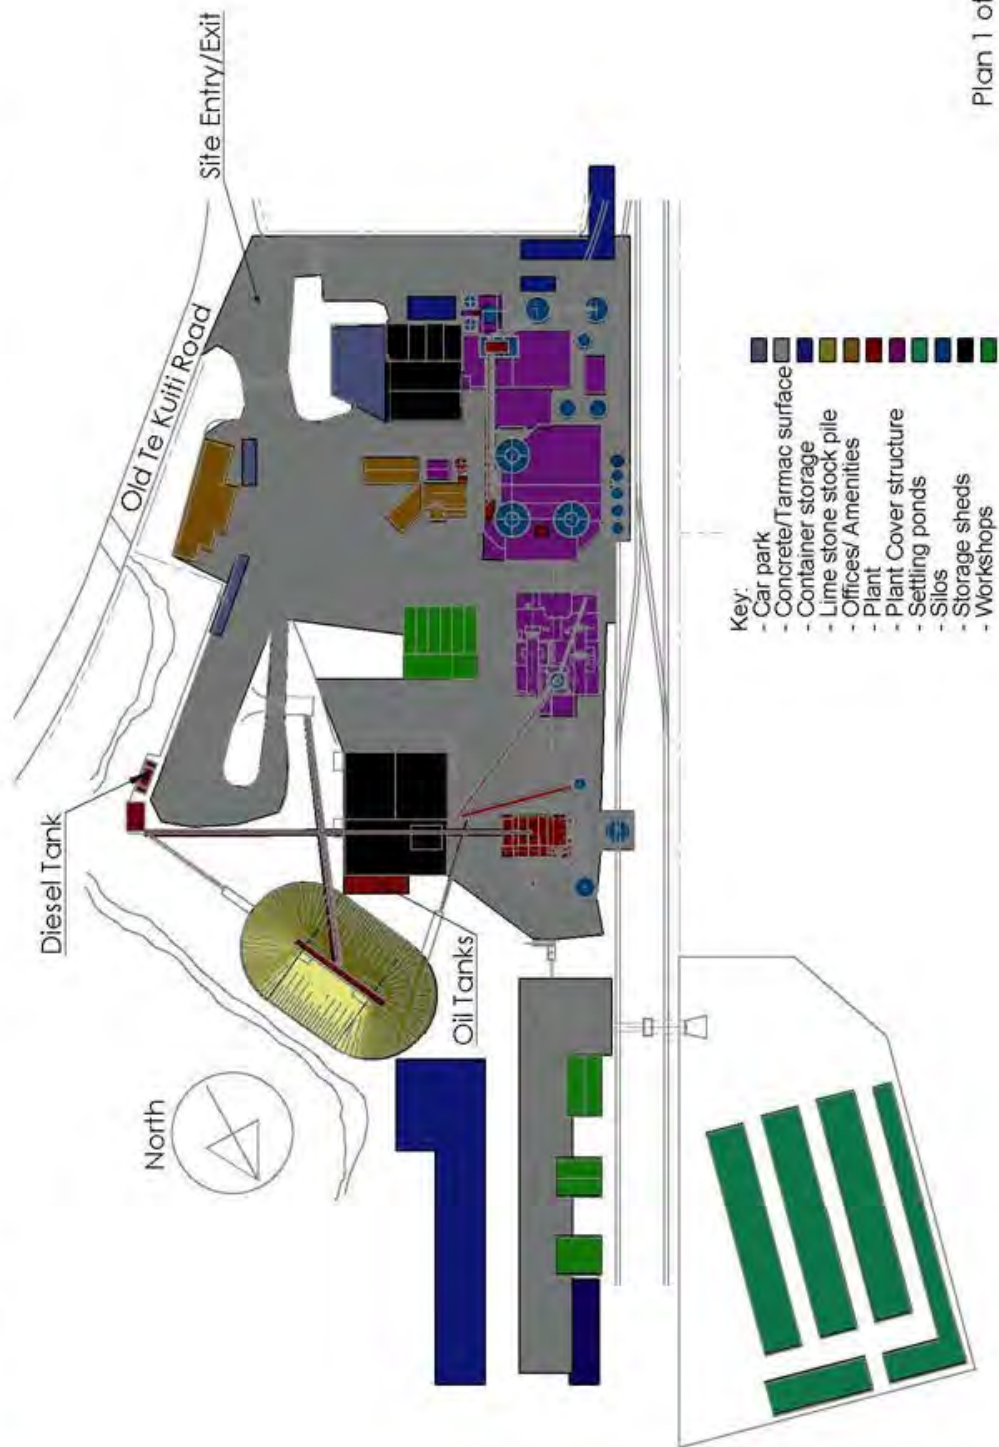 Site Entry/Exit
Old Te Kuiti Road
Diesel Tank
Oil Tanks
North
Key:
- Car park
- Concrete/Tarmac surface
- Container storage
- Lime stone stock pile
- Offices/ Amenities
- Plant
- Plant Cover structure
- Settling ponds
- Silos
- Storage sheds
- Workshops
Plan 1 of